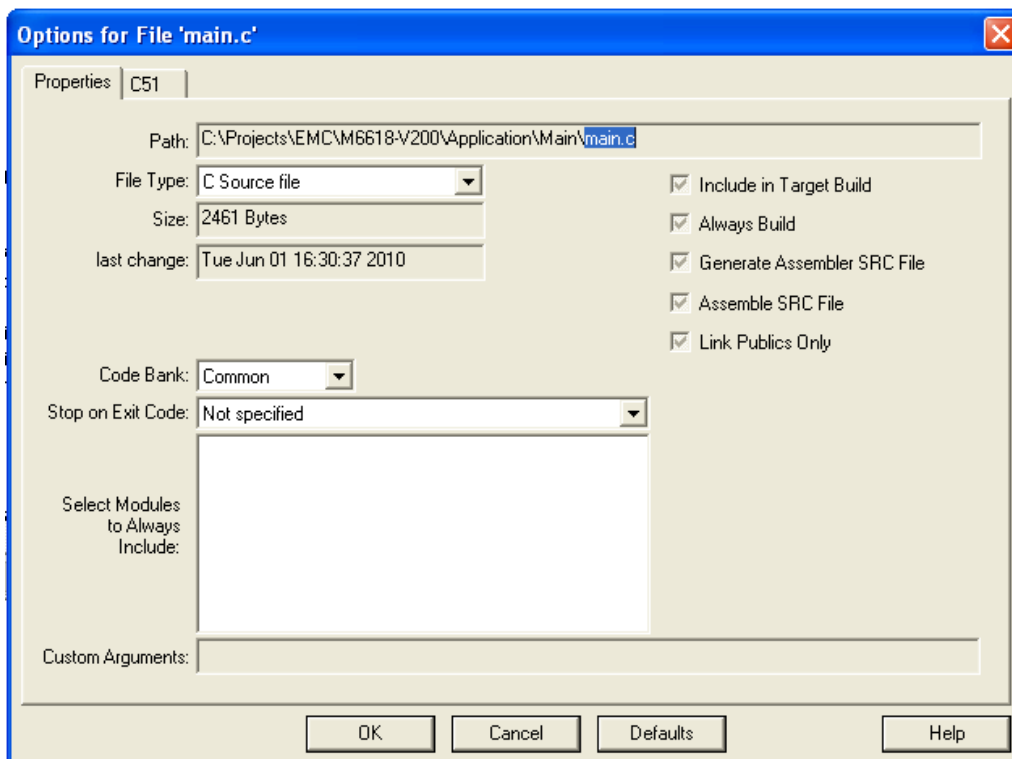 Options for File 'main.c'
Properties
C51
Path: C:\Projects\EMC\M6618-V200\Application\Main\main.c
File Type: C Source file
Include in Target Build
Size: 2461 Bytes
Always Build
last change: Tue Jun 01 16:30:37 2010
Generate Assembler SRC File
Assemble SRC File
Link Publics Only
Code Bank: Common
Stop on Exit Code: Not specified
Select Modules
to Always
Include:
Custom Arguments:
OK
Cancel
Defaults
Help